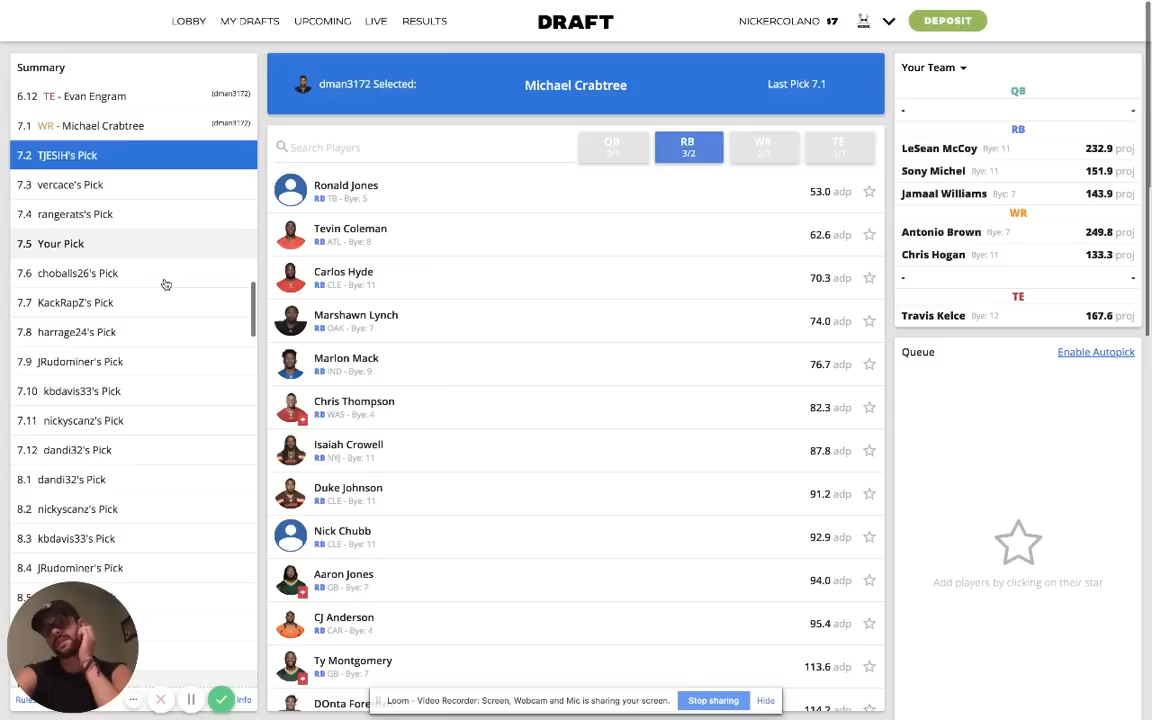 LOBBY MY DRAFTS UPCOMING LIVE RESULTS DRAFT NICKERCOLANO $7 DEPOSIT
Summary
6.12 TE - Evan Engram (dman3172)
7.1 WR - Michael Crabtree (dman3172)
7.2 TJESIH's Pick
7.3 vercace's Pick
7.4 rangerats's Pick
7.5 Your Pick
7.6 choballs26's Pick
7.7 KackRapZ's Pick
7.8 harrage24's Pick
7.9 JRudominer's Pick
7.10 kbdavis33's Pick
7.11 nickyscanz's Pick
7.12 dandi32's Pick
8.1 dandi32's Pick
8.2 nickyscanz's Pick
8.3 kbdavis33's Pick
8.4 JRudominer's Pick
Rules
Info
dman3172 Selected: Michael Crabtree Last Pick 7.1
Search Players
QB
0/1
RB
3/2
WR
2/3
TE
1/1
Ronald Jones
RB TB - Bye: 5
53.0 adp
Tevin Coleman
RB ATL - Bye: 8
62.6 adp
Carlos Hyde
RB CLE - Bye: 11
70.3 adp
Marshawn Lynch
RB OAK - Bye: 7
74.0 adp
Marlon Mack
RB IND - Bye: 9
76.7 adp
Chris Thompson
RB WAS - Bye: 4
82.3 adp
Isaiah Crowell
RB NYJ - Bye: 11
87.8 adp
Duke Johnson
RB CLE - Bye: 11
91.2 adp
Nick Chubb
RB CLE - Bye: 11
92.9 adp
Aaron Jones
RB GB - Bye: 7
94.0 adp
CJ Anderson
RB CAR - Bye: 4
95.4 adp
Ty Montgomery
RB GB - Bye: 7
113.6 adp
Loom - Video Recorder: Screen, Webcam and Mic is sharing your screen. Stop sharing Hide
Your Team
QB
- -
RB
LeSean McCoy Bye: 11 232.9 proj
Sony Michel Bye: 11 151.9 proj
Jamaal Williams Bye: 7 143.9 proj
WR
Antonio Brown Bye: 7 249.8 proj
Chris Hogan Bye: 11 133.3 proj
- -
TE
Travis Kelce Bye: 12 167.6 proj
Queue Enable Autopick
Add players by clicking on their star